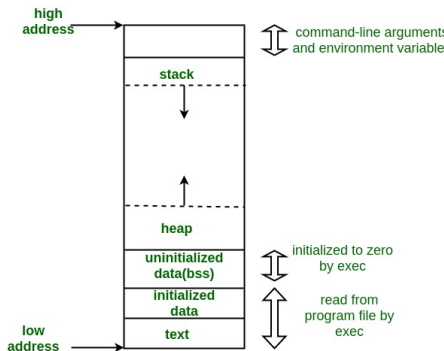 high
address
command-line arguments
and environment variable
stack
heap
uninitialized
data(bss)
initialized to zero
by exec
initialized
data
read from
program file by
exec
low
address
text